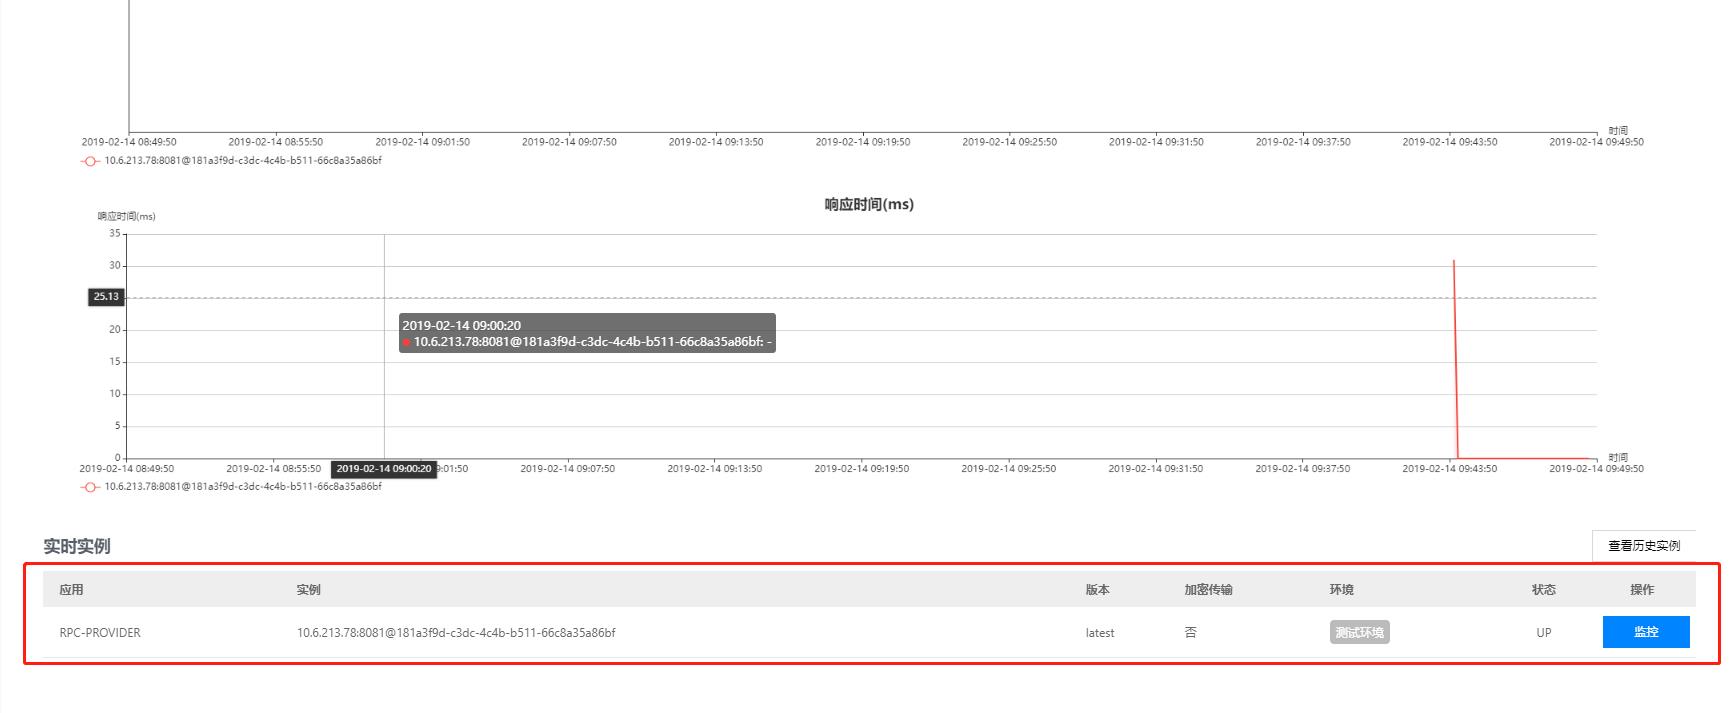 时间
2019-02-14 08:49:50 2019-02-14 08:55:50 2019-02-14 09:01:50 2019-02-14 09:07:50 2019-02-14 09:13:50 2019-02-14 09:19:50 2019-02-14 09:25:50 2019-02-14 09:31:50 2019-02-14 09:37:50 2019-02-14 09:43:50 2019-02-14 09:49:50
10.6.213.78:8081@181a3f9d-c3dc-4c4b-b511-66c8a35a86bf
响应时间(ms)
响应时间(ms)
35
30
25.13
2019-02-14 09:00:20
20
10.6.213.78:8081@181a3f9d-c3dc-4c4b-b511-66c8a35a86bf: -
15
10
5
0
时间
2019-02-14 08:49:50 2019-02-14 08:55:50 2019-02-14 09:00:20 9:01:50 2019-02-14 09:07:50 2019-02-14 09:13:50 2019-02-14 09:19:50 2019-02-14 09:25:50 2019-02-14 09:31:50 2019-02-14 09:37:50 2019-02-14 09:43:50 2019-02-14 09:49:50
10.6.213.78:8081@181a3f9d-c3dc-4c4b-b511-66c8a35a86bf
实时实例 查看历史实例
应用 实例 版本 加密传输 环境 状态 操作
RPC-PROVIDER 10.6.213.78:8081@181a3f9d-c3dc-4c4b-b511-66c8a35a86bf latest 否 测试环境 UP 监控